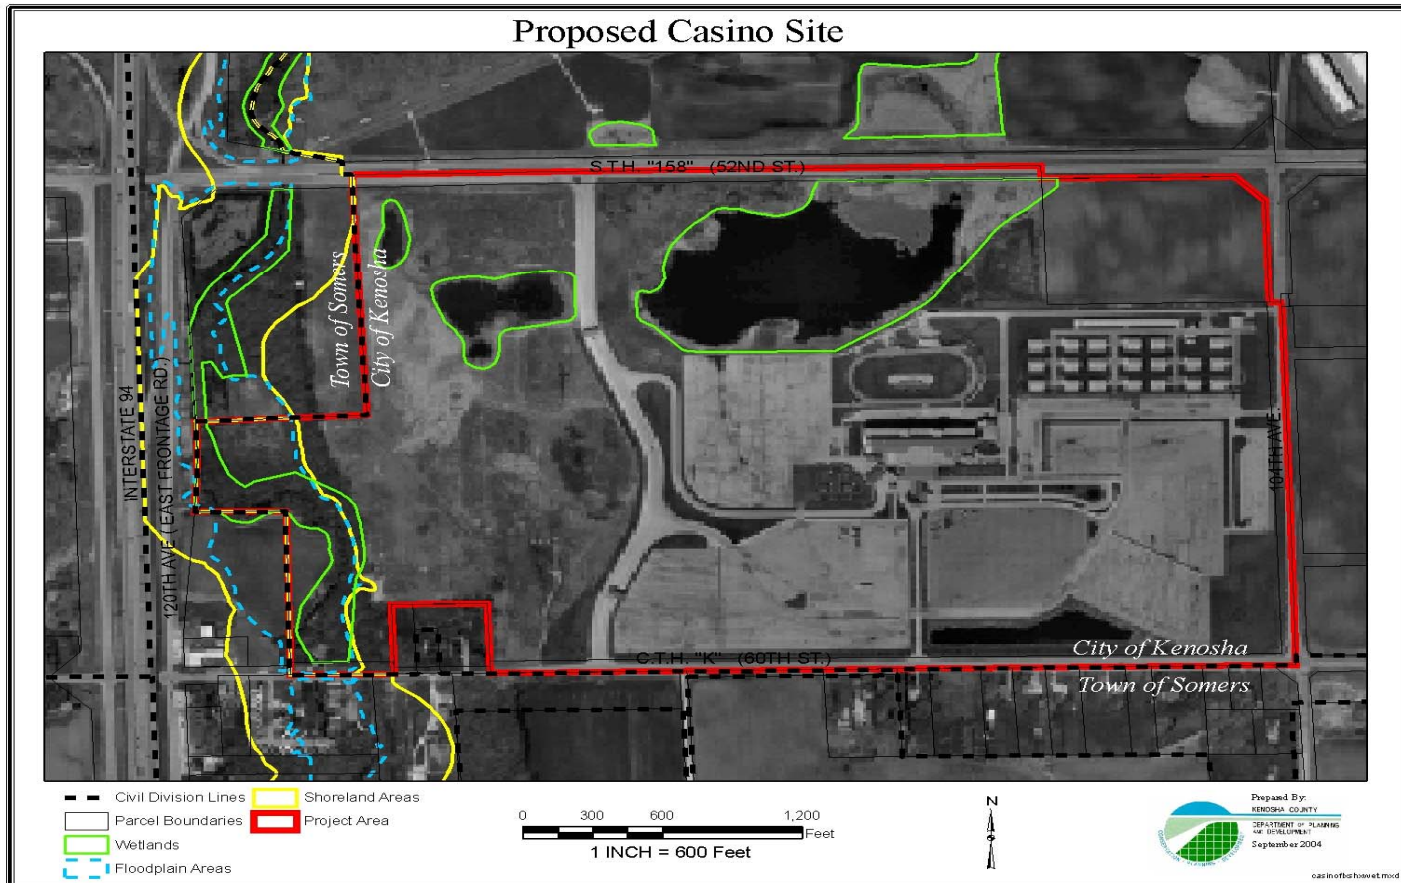 Proposed Casino Site
S.T.H. "158" (52ND ST.)
Town of Somers
City of Kenosha
INTERSTATE 94
120TH AVE (EAST FRONTAGE RD.)
104TH AVE.
C.T.H. "K" (60TH ST.)
City of Kenosha
Town of Somers
Civil Division Lines
Shoreland Areas
Parcel Boundaries
Project Area
Wetlands
Floodplain Areas
0 300 600 1,200
Feet
1 INCH = 600 Feet
N
Prepared By:
KENOSHA COUNTY
DEPARTMENT OF PLANNING
AND DEVELOPMENT
September 2004
casinofbshxwet.mxd